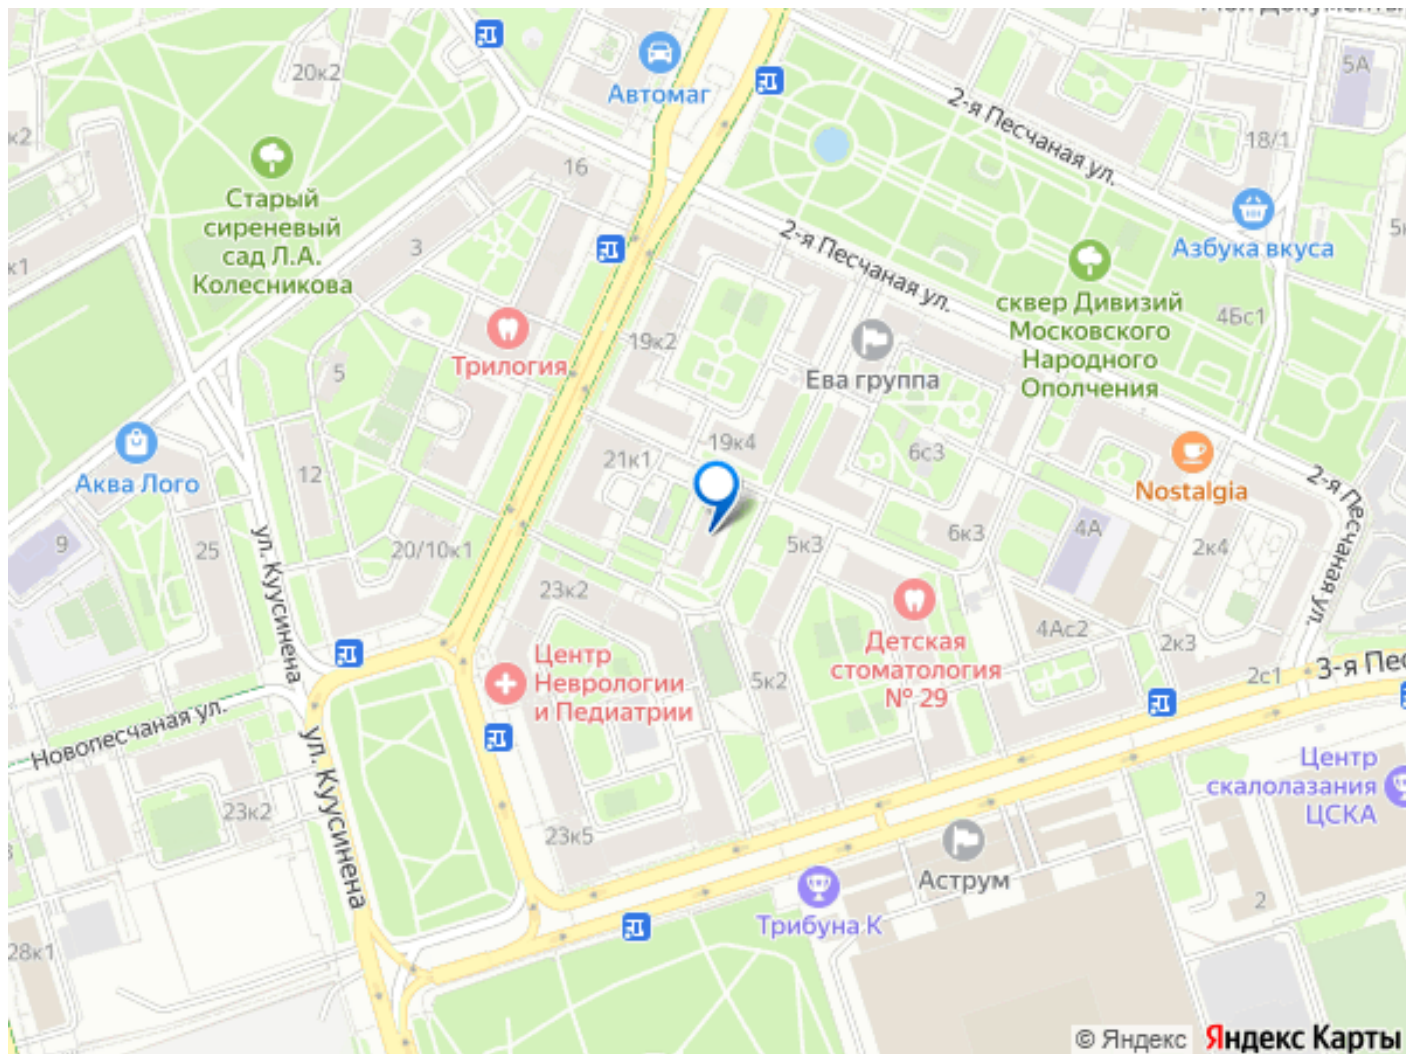 20к2
Автомаг
5А
2-я Песчаная ул.
18/1
к2
16
Старый
сиреневый
сад Л.А.
Колесникова
3
к1
2-я Песчаная ул.
Азбука вкуса
сквер Дивизий
Московского
Народного
Ополчения
4Бс1
19к2
Трилогия
5
Ева группа
19к4
21к1
6с3
12
Аква Лого
Nostalgia
2-я Песчаная ул.
9
25
ул. Куусинена
20/10к1
5к3
6к3
4А
2к4
23к2
Детская
стоматология
№ 29
4Ас2
2к3
2с1
3-я Пес
Центр
Неврологии
и Педиатрии
5к2
Новопесчаная ул.
ул. Куусинена
23к2
23к5
Центр
скалолазания
ЦСКА
Аструм
Трибуна К
2
28к1
© Яндекс
Яндекс Карты